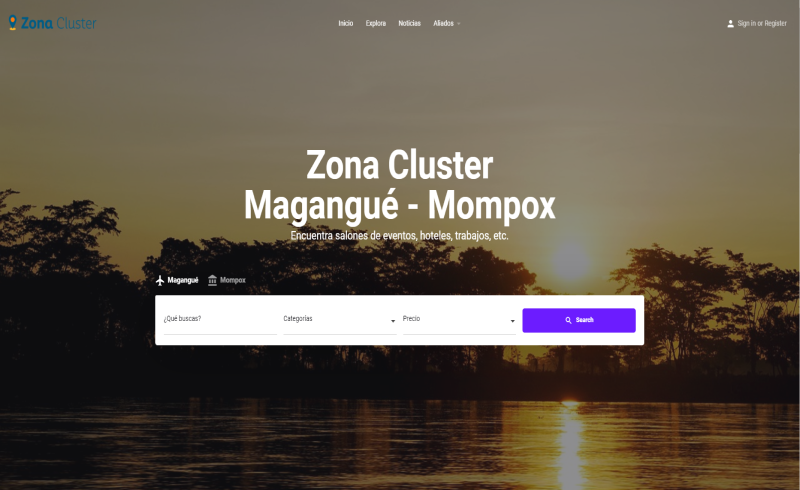 Zona Cluster
Inicio Explora Noticias Aliados
Sign in or Register
Zona Cluster
Magangué - Mompox
Encuentra salones de eventos, hoteles, trabajos, etc.
Magangué Mompox
¿Qué buscas? Categorías Precio Search